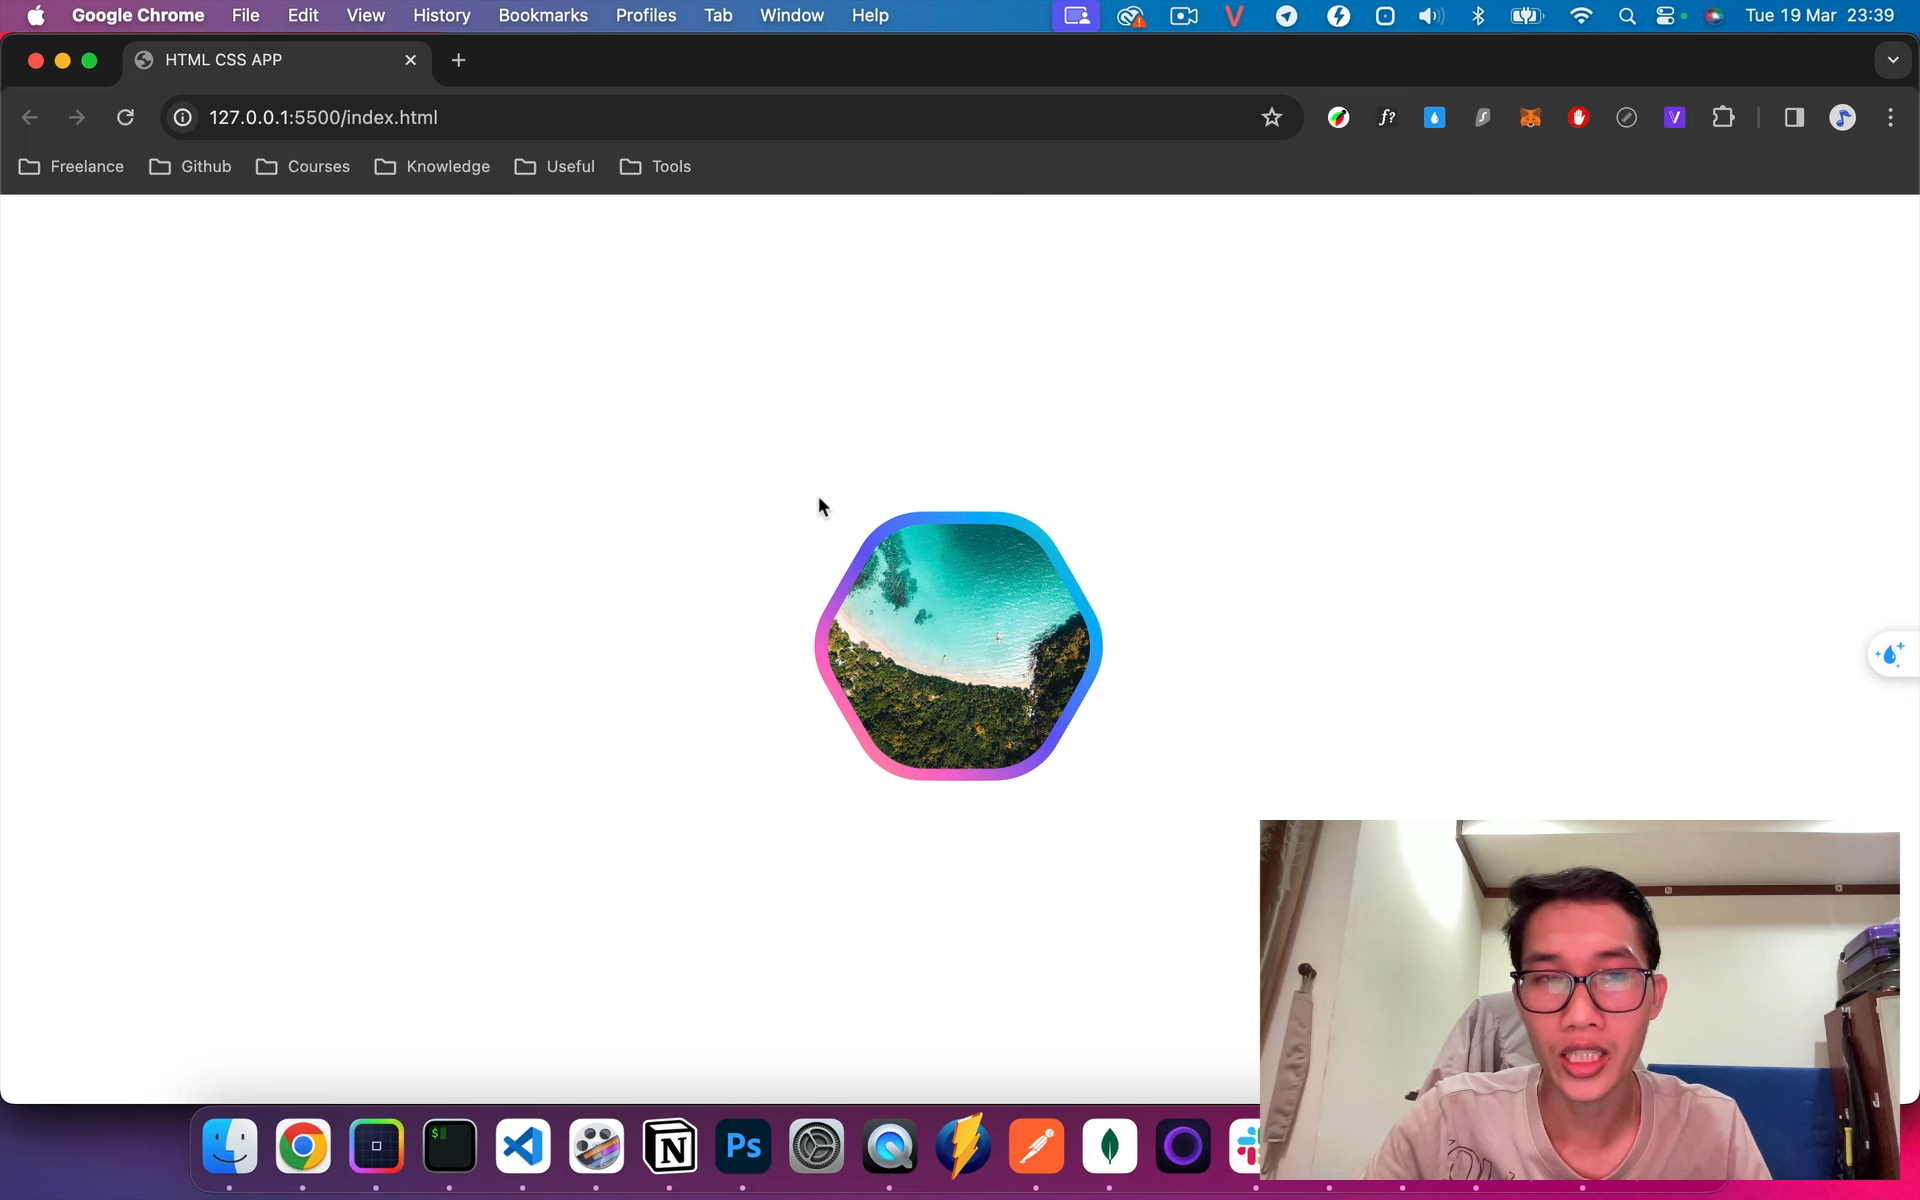 Google Chrome File Edit View History Bookmarks Profiles Tab Window Help Tue 19 Mar 23:39
HTML CSS APP
127.0.0.1:5500/index.html
f?
Freelance Github Courses Knowledge Useful Tools
$
N
Ps